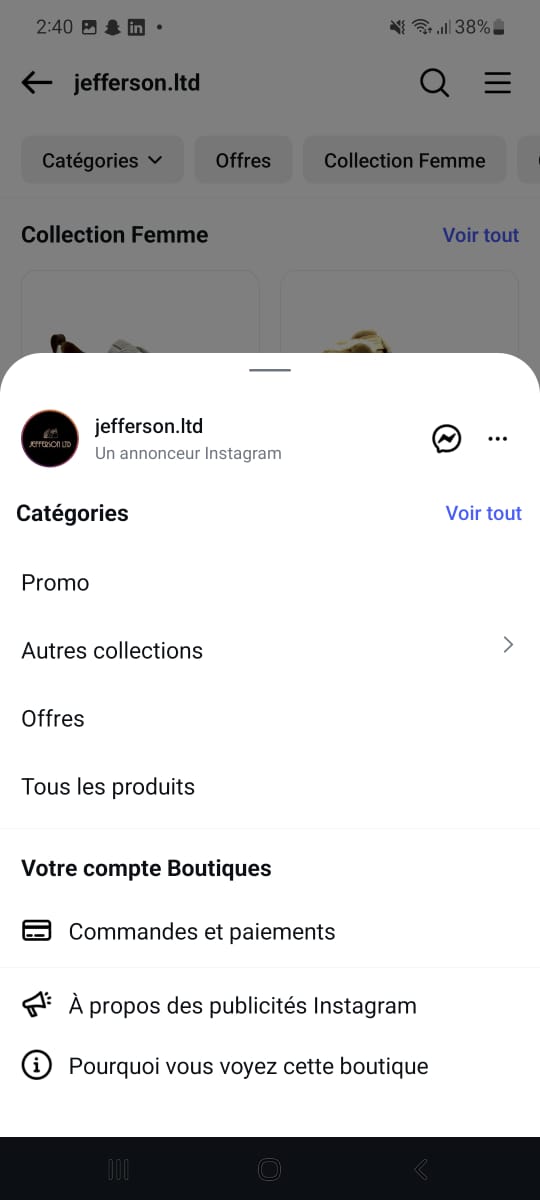 2:40
38%
jefferson.ltd
Catégories
Offres
Collection Femme
Collection Femme
Voir tout
JEFFERSON LTD
jefferson.ltd
Un annonceur Instagram
Catégories
Voir tout
Promo
Autres collections
Offres
Tous les produits
Votre compte Boutiques
Commandes et paiements
À propos des publicités Instagram
Pourquoi vous voyez cette boutique